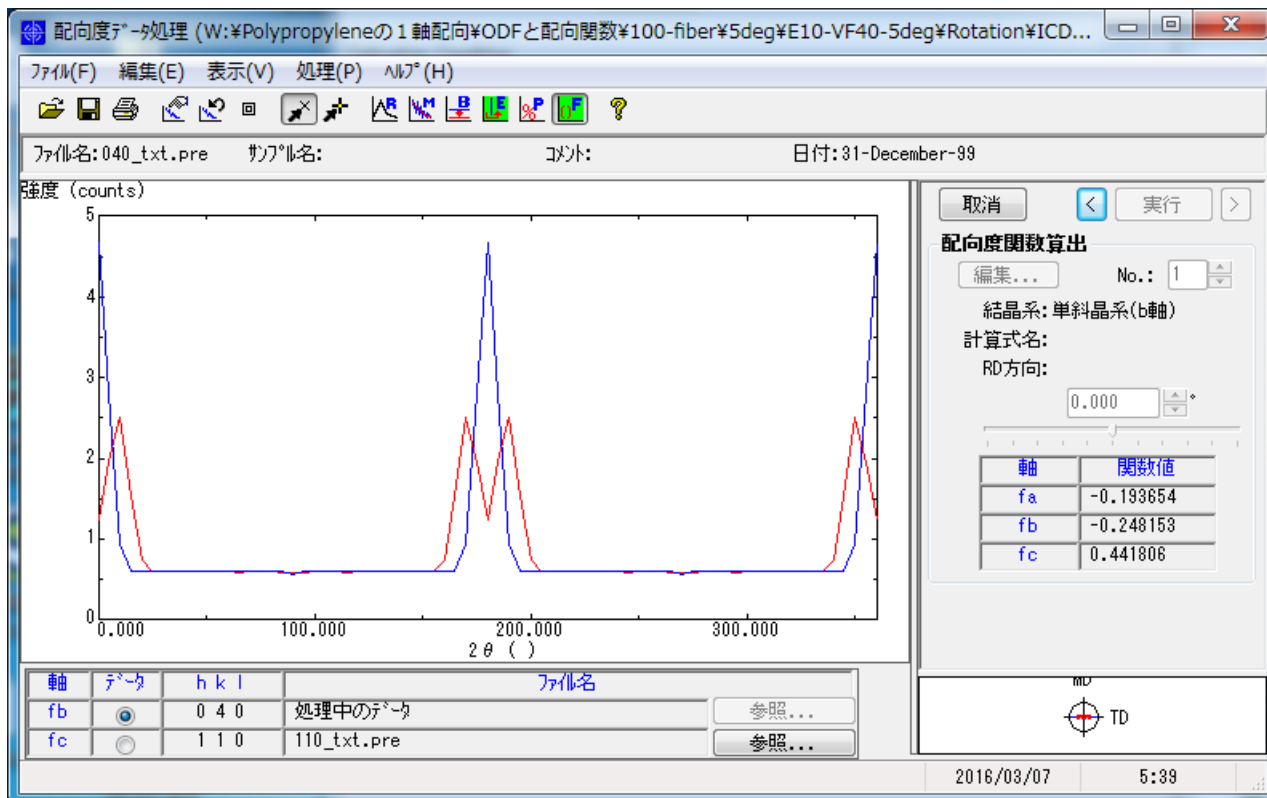 配向度ﾃﾞｰﾀ処理 (W:¥Polypropyleneの１軸配向¥ODFと配向関数¥100-fiber¥5deg¥E10-VF40-5deg¥Rotation¥ICD...
ﾌｧｲﾙ(F) 編集(E) 表示(V) 処理(P) ﾍﾙﾌﾟ(H)
R M B E P F
ﾌｧｲﾙ名:040_txt.pre ｻﾝﾌﾟﾙ名: ｺﾒﾝﾄ: 日付:31-December-99
強度 (counts)
5
4
3
2
1
0
0.000 100.000 200.000 300.000
2θ ( )
取消 < 実行 >
配向度関数算出
編集... No.: 1
結晶系:単斜晶系(b軸)
計算式名:
RD方向:
0.000 °
軸 関数値
fa -0.193654
fb -0.248153
fc 0.441806
軸 ﾃﾞｰﾀ h k l ﾌｧｲﾙ名
fb 0 4 0 処理中のﾃﾞｰﾀ 参照...
fc 1 1 0 110_txt.pre 参照...
MD
TD
2016/03/07 5:39